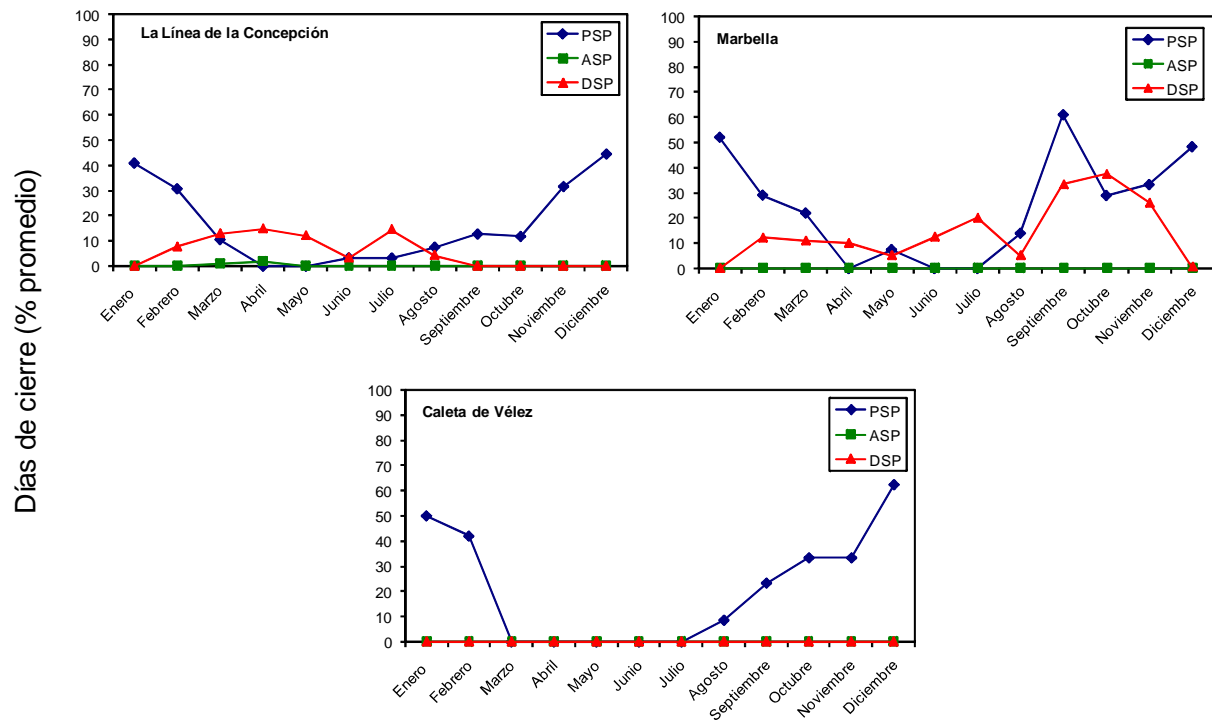 Días de cierre (% promedio)
La Línea de la Concepción
100
90
80
70
60
50
40
30
20
10
0
PSP
ASP
DSP
Enero
Febrero
Marzo
Abril
Mayo
Junio
Julio
Agosto
Septiembre
Octubre
Noviembre
Diciembre
Marbella
100
90
80
70
60
50
40
30
20
10
0
PSP
ASP
DSP
Enero
Febrero
Marzo
Abril
Mayo
Junio
Julio
Agosto
Septiembre
Octubre
Noviembre
Diciembre
Caleta de Vélez
100
90
80
70
60
50
40
30
20
10
0
PSP
ASP
DSP
Enero
Febrero
Marzo
Abril
Mayo
Junio
Julio
Agosto
Septiembre
Octubre
Noviembre
Diciembre